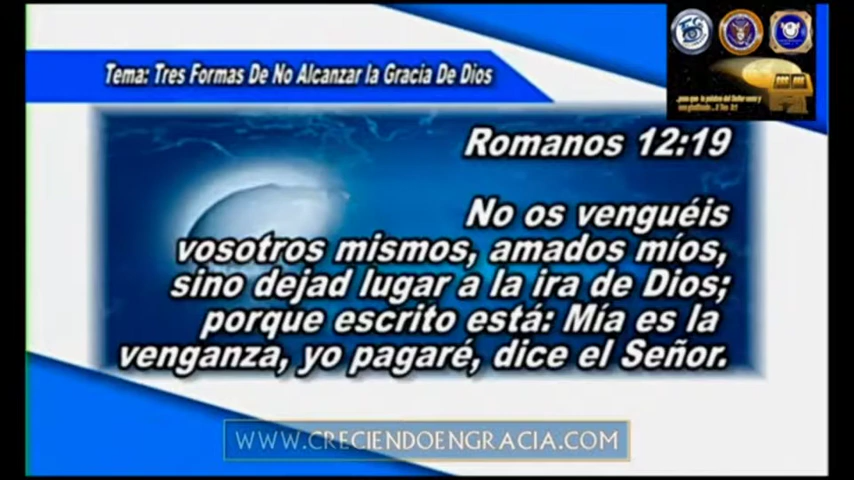 Tema: Tres Formas De No Alcanzar la Gracia De Dios
Romanos 12:19
No os venguéis
vosotros mismos, amados míos,
sino dejad lugar a la ira de Dios;
porque escrito está: Mía es la
venganza, yo pagaré, dice el Señor.
WWW.CRECIENDOENGRACIA.COM